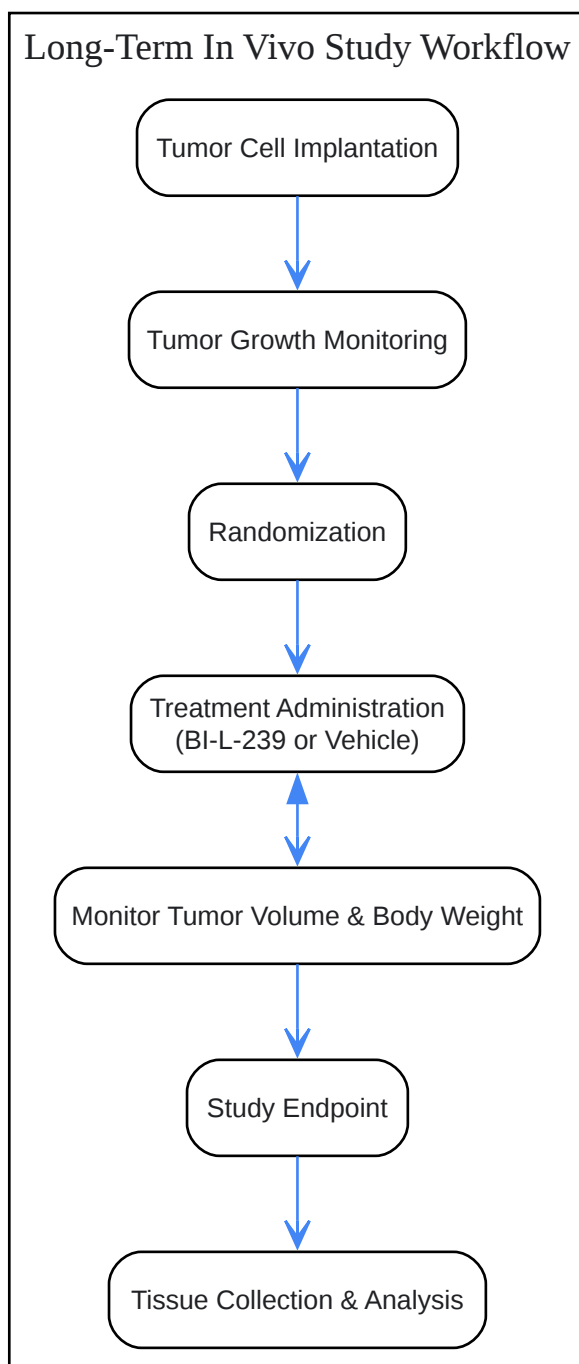 Long-Term In Vivo Study Workflow
Tumor Cell Implantation
Tumor Growth Monitoring
Randomization
Treatment Administration
(BI-L-239 or Vehicle)
Monitor Tumor Volume & Body Weight
Study Endpoint
Tissue Collection & Analysis